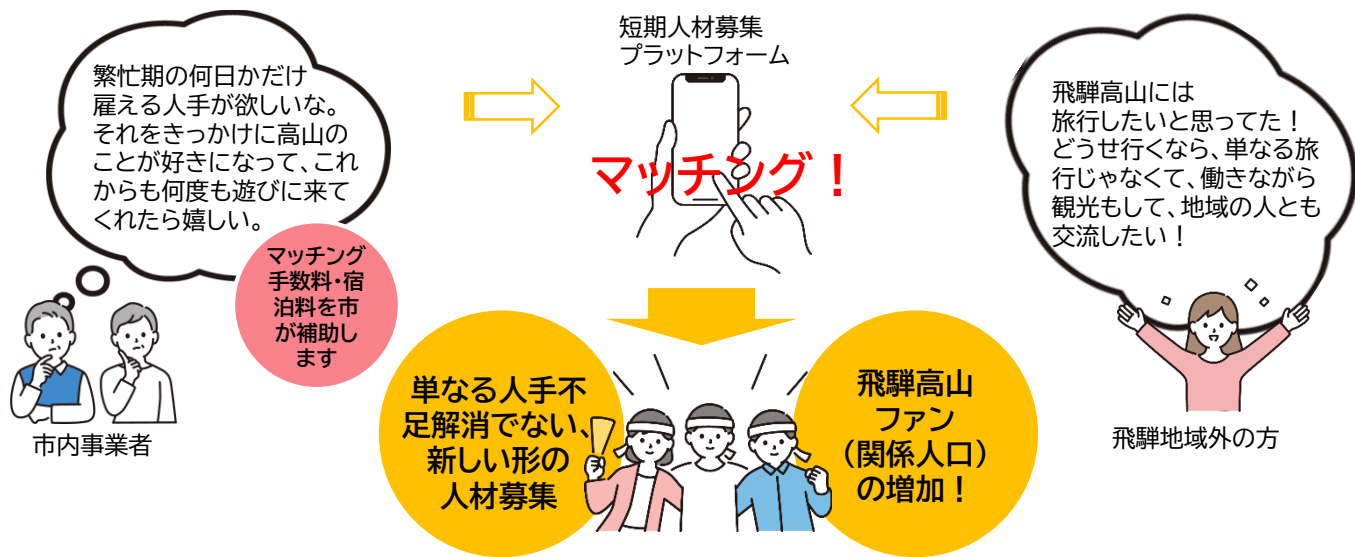 繁忙期の何日かだけ
雇える人手が欲しいな。
それをきっかけに高山の
ことが好きになって、これ
からも何度も遊びに来て
くれたら嬉しい。
マッチング
手数料・宿
泊料を市
が補助し
ます
市内事業者
短期人材募集
プラットフォーム
マッチング！
飛騨高山には
旅行したいと思ってた！
どうせ行くなら、単なる旅
行じゃなくて、働きながら
観光もして、地域の人とも
交流したい！
飛騨地域外の方
単なる人手不
足解消でない、
新しい形の
人材募集
飛騨高山
ファン
（関係人口）
の増加！